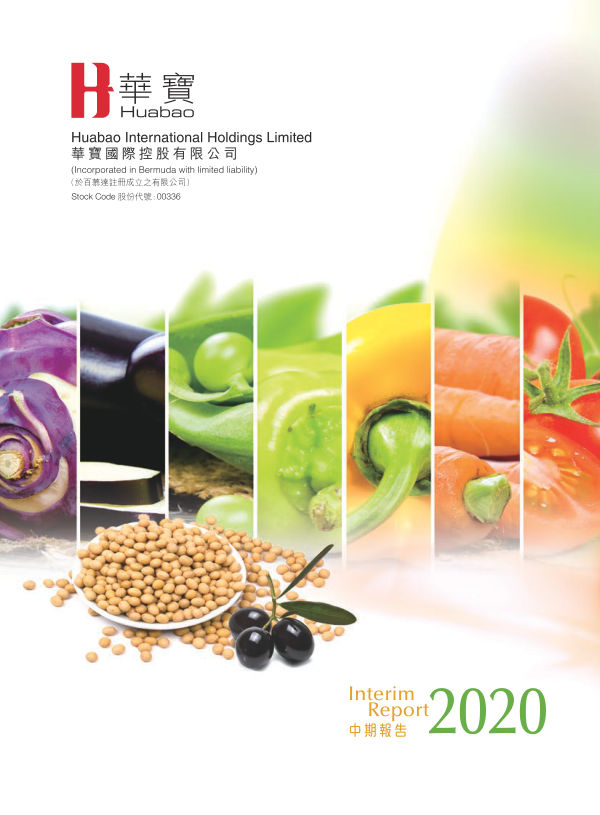 華寶
Huabao
Huabao International Holdings Limited
華寶國際控股有限公司
(Incorporated in Bermuda with limited liability)
(於百慕達註冊成立之有限公司)
Stock Code 股份代號 : 00336
Interim
Report
中期報告
2020